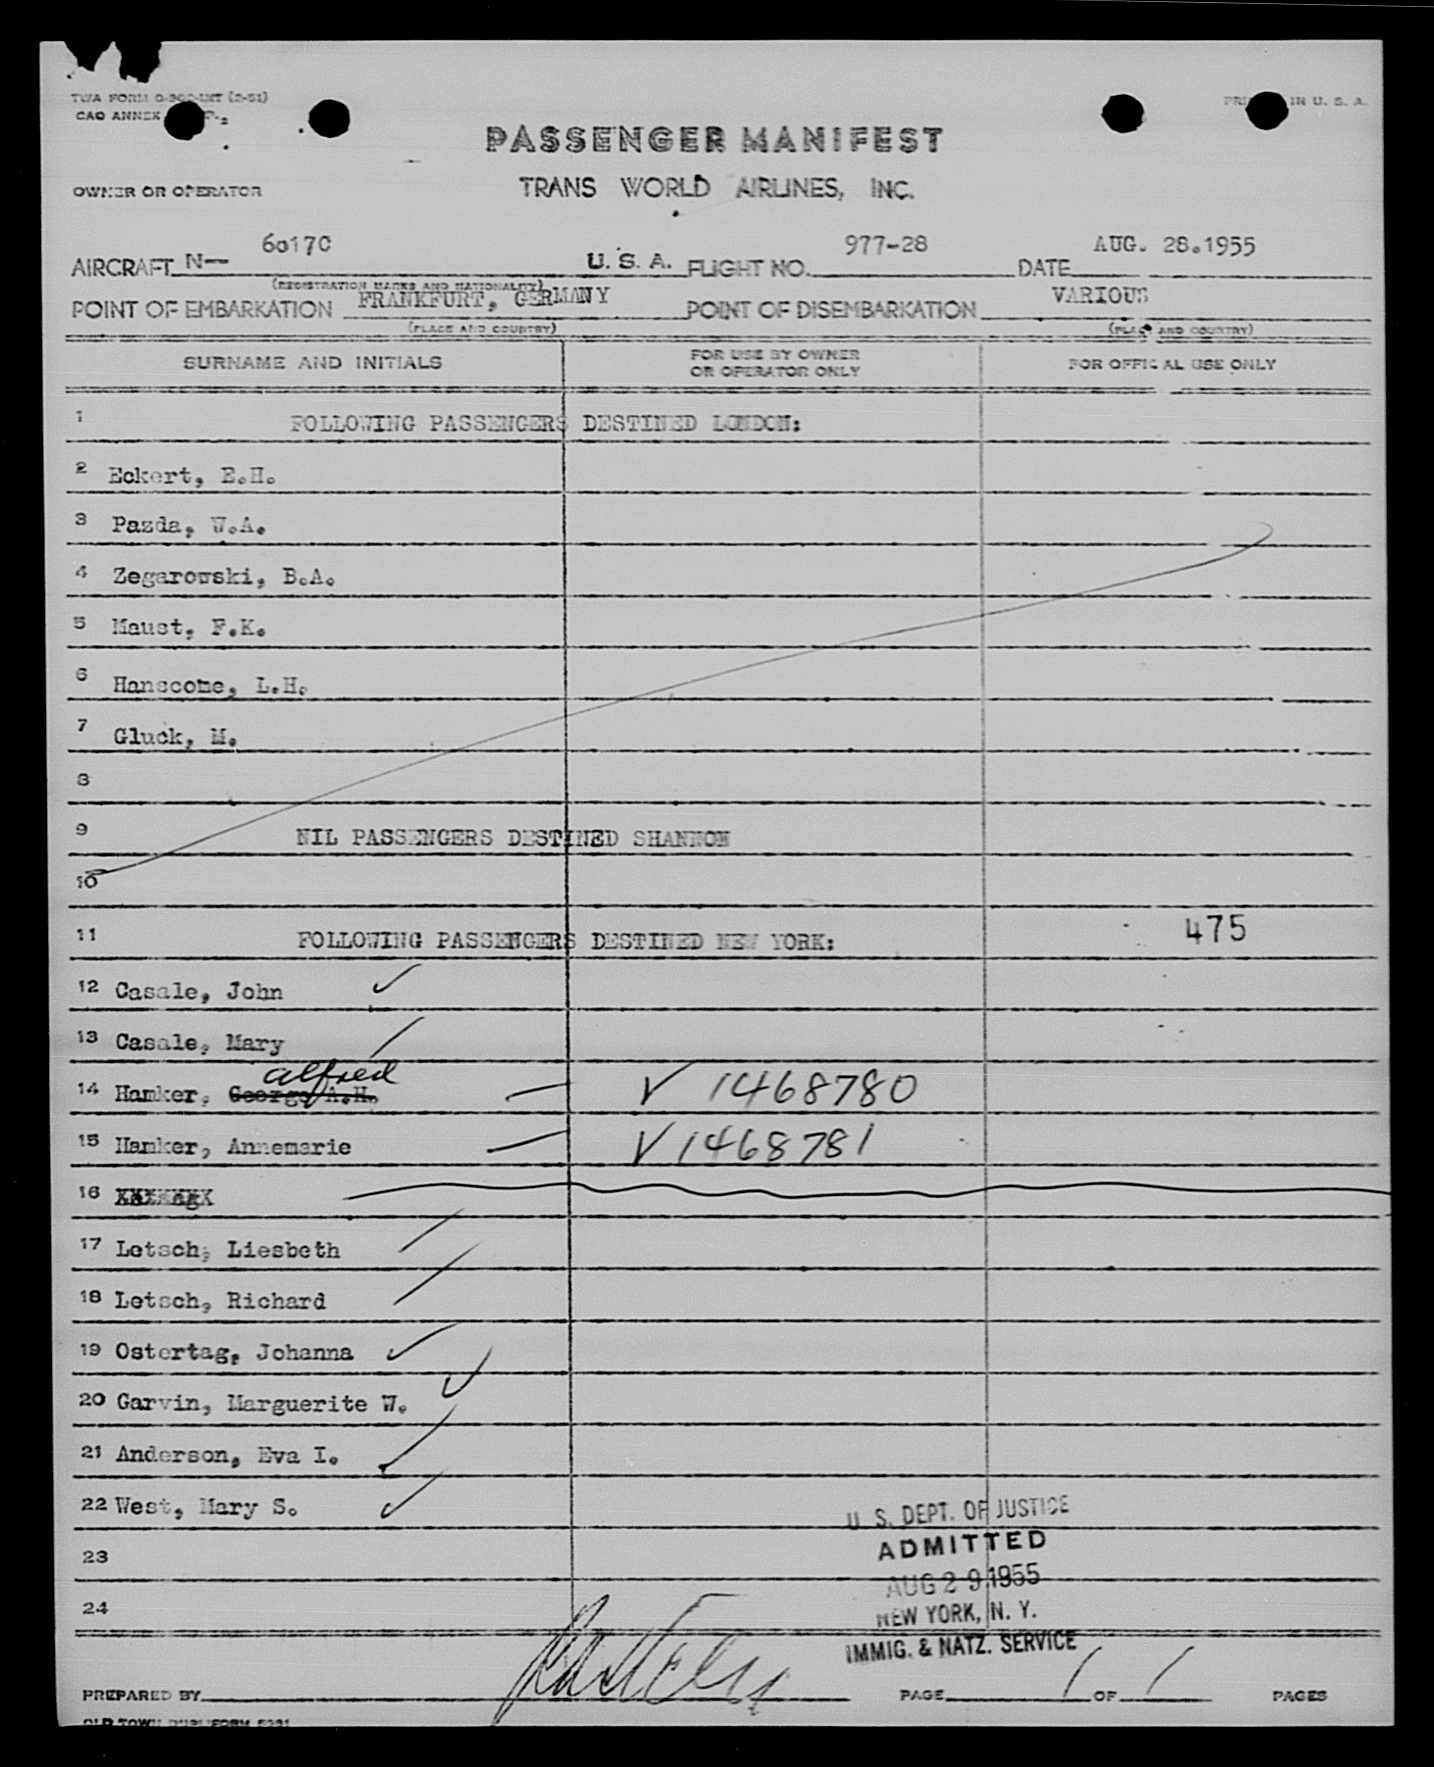 TWA FORM
CAO ANNEX
PASSENGER MANIFEST
OWNER OR OPERATOR TRANS WORLD AIRLINES, INC.
AIRCRAFT N- 6017C U. S. A. FLIGHT NO. 977-28 DATE AUG. 28.1955
(REGISTRATION MARKS AND NATIONALITY)
POINT OF EMBARKATION FRANKFURT, GERMANY POINT OF DISEMBARKATION VARIOUS
(PLACE AND COUNTRY) (PLACE AND COUNTRY)
SURNAME AND INITIALS FOR USE BY OWNER OR OPERATOR ONLY FOR OFFICIAL USE ONLY
1 FOLLOWING PASSENGERS DESTINED LONDON:
2 Eckert, E.H.
3 Pazda, W.A.
4 Zegarowski, B.A.
5 Maust, F.K.
6 Hanscome, L.H.
7 Gluck, M.
8
9 NIL PASSENGERS DESTINED SHANNON
10
11 FOLLOWING PASSENGERS DESTINED NEW YORK: 475
12 Casale, John
13 Casale, Mary
alfred
14 Hamker, George A.H. V 1468780
15 Hamker, Annemarie V 1468781
16
17 Letsch, Liesbeth
18 Letsch, Richard
19 Ostertag, Johanna
20 Garvin, Marguerite W.
21 Anderson, Eva I.
22 West, Mary S.
U. S. DEPT. OF JUSTICE
ADMITTED
23
AUG 29 1955
24
NEW YORK, N. Y.
IMMIG. & NATZ. SERVICE
PREPARED BY PAGE 1 OF 1 PAGES